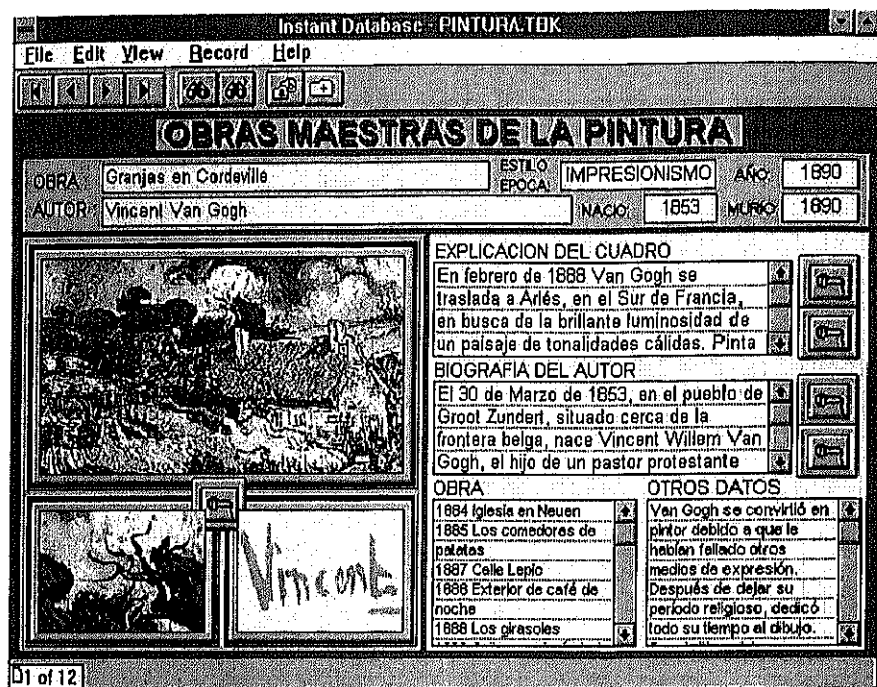 Instant Database - PINTURA.TBK
File Edit View Record Help
OBRAS MAESTRAS DE LA PINTURA
OBRA: Granjas en Cordeville ESTILO EPOCA: IMPRESIONISMO AÑO: 1890
AUTOR: Vincent Van Gogh NACIO: 1853 MURIO: 1890
EXPLICACION DEL CUADRO
En febrero de 1888 Van Gogh se
traslada a Arlés, en el Sur de Francia,
en busca de la brillante luminosidad de
un paisaje de tonalidades cálidas. Pinta
BIOGRAFIA DEL AUTOR
El 30 de Marzo de 1853, en el pueblo de
Groot Zundert, situado cerca de la
frontera belga, nace Vincent Willem Van
Gogh, el hijo de un pastor protestante
OBRA
1884 Iglesia en Neuen
1885 Los comedores de
patatas
1887 Calle Lepic
1888 Exterior de café de
noche
1888 Los girasoles
OTROS DATOS
Van Gogh se convirtió en
pintor debido a que le
habían fallado otros
medios de expresión.
Después de dejar su
período religioso, dedicó
todo su tiempo al dibujo.
Vincent
1 of 12